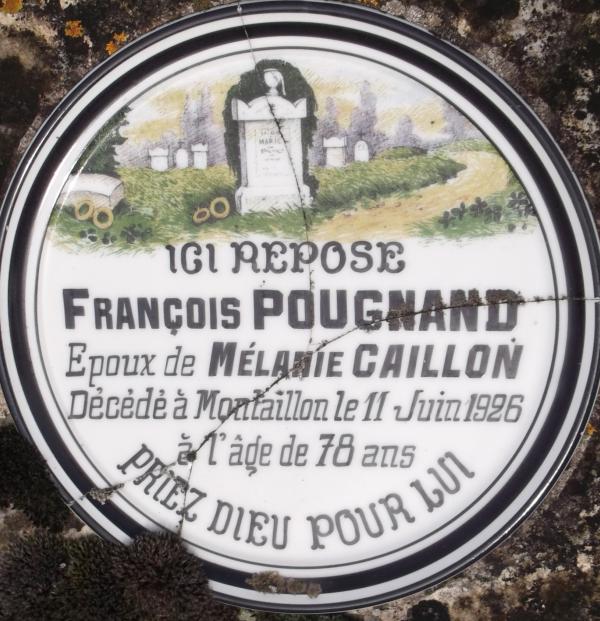 ICI REPOSE
FRANÇOIS POUGNAND
Epoux de MÉLANIE CAILLON
Décédé à Montaillon le 11 Juin 1926
à l'âge de 78 ans
PRIEZ DIEU POUR LUI